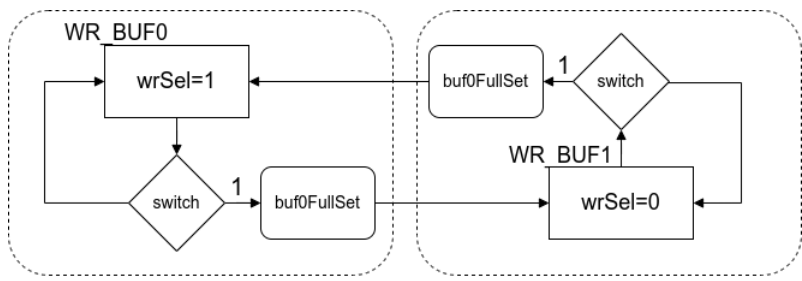 WR_BUF0
wrSel=1
switch
1
buf0FullSet
buf0FullSet
1
switch
WR_BUF1
wrSel=0